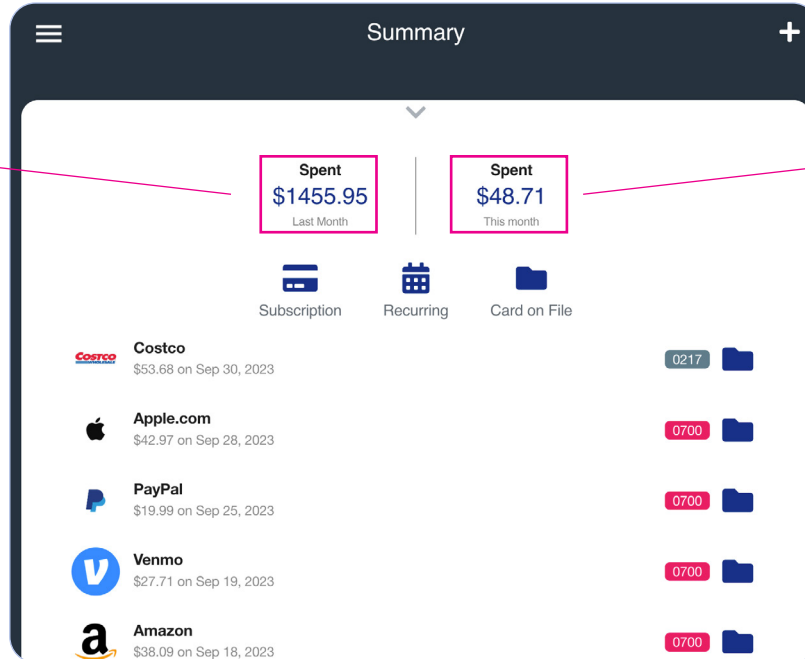 Summary
Spent
$1455.95
Last Month
Spent
$48.71
This month
Subscription
Recurring
Card on File
COSTCO
WHOLESALE
Costco
$53.68 on Sep 30, 2023
0217
Apple.com
$42.97 on Sep 28, 2023
0700
PayPal
$19.99 on Sep 25, 2023
0700
V
Venmo
$27.71 on Sep 19, 2023
0700
a
Amazon
$38.09 on Sep 18, 2023
0700